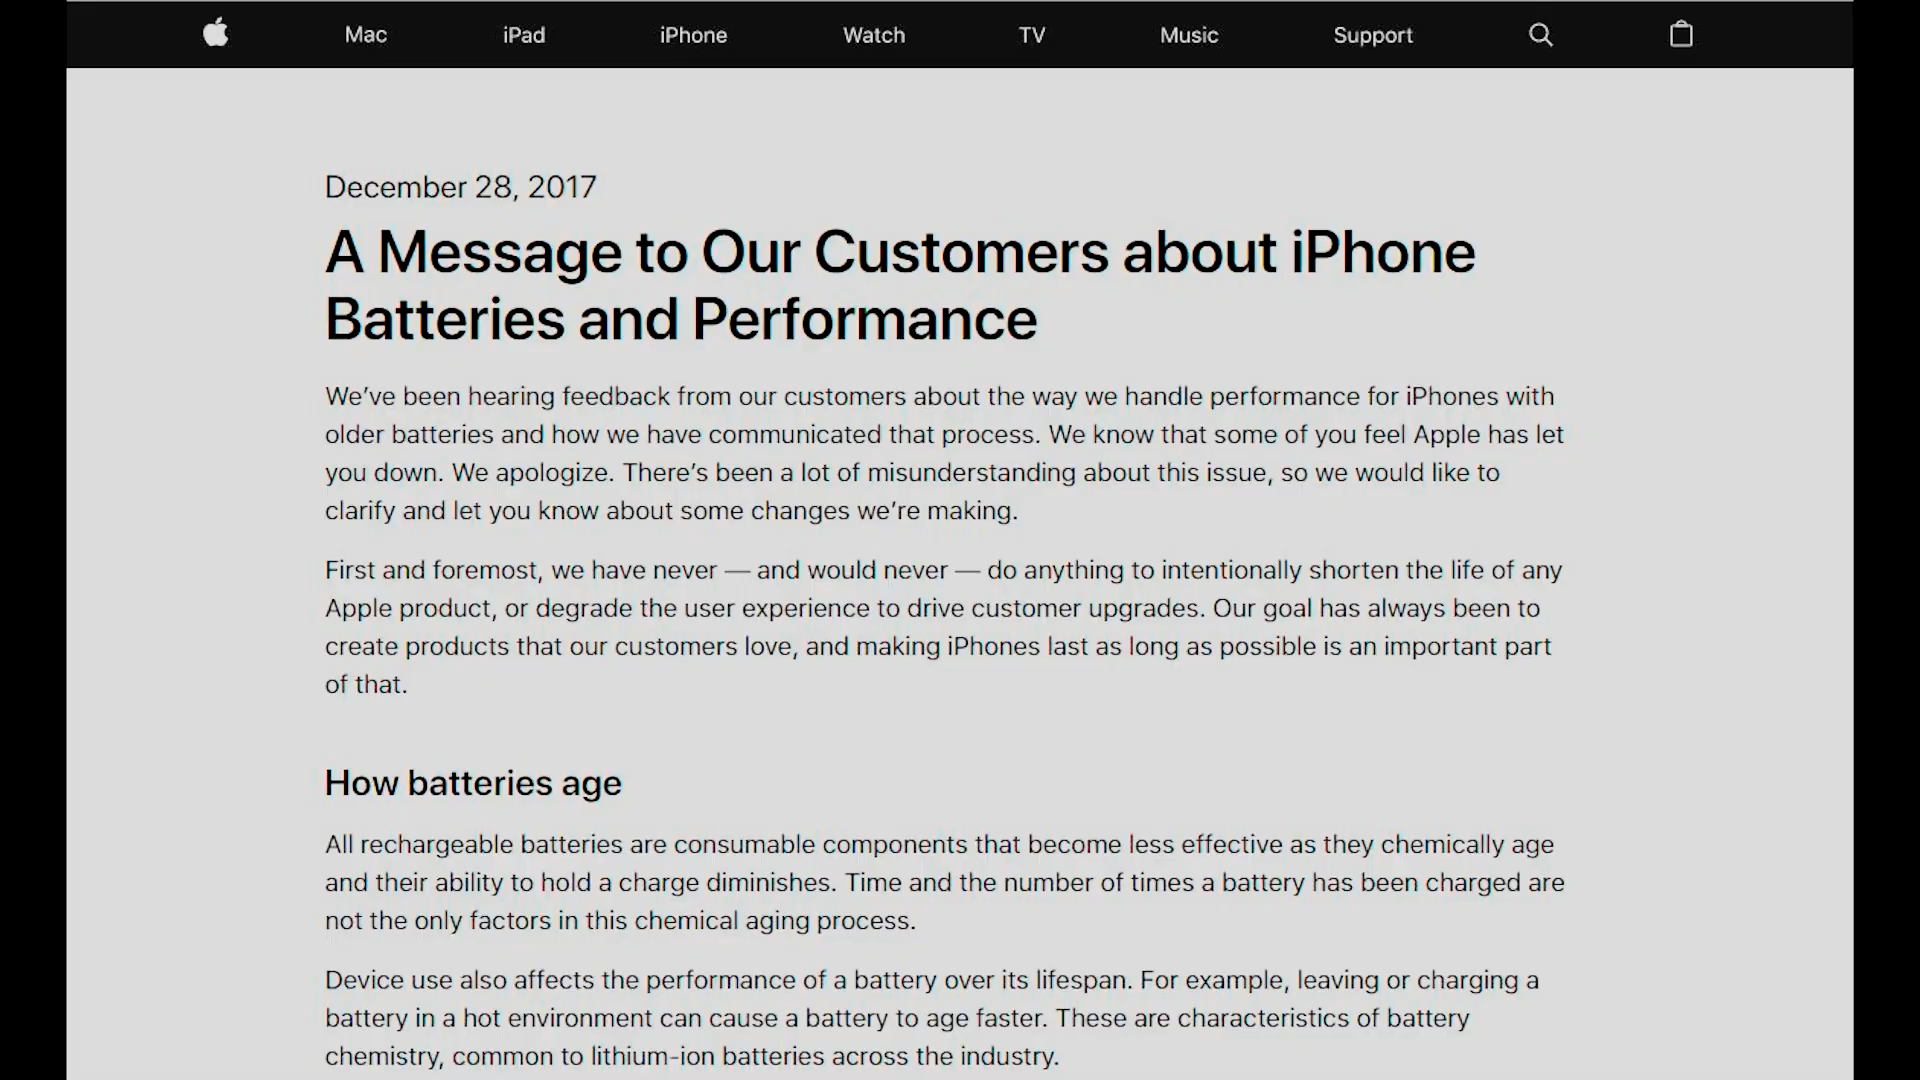 Mac iPad iPhone Watch TV Music Support
December 28, 2017
A Message to Our Customers about iPhone
Batteries and Performance
We’ve been hearing feedback from our customers about the way we handle performance for iPhones with
older batteries and how we have communicated that process. We know that some of you feel Apple has let
you down. We apologize. There’s been a lot of misunderstanding about this issue, so we would like to
clarify and let you know about some changes we’re making.
First and foremost, we have never — and would never — do anything to intentionally shorten the life of any
Apple product, or degrade the user experience to drive customer upgrades. Our goal has always been to
create products that our customers love, and making iPhones last as long as possible is an important part
of that.
How batteries age
All rechargeable batteries are consumable components that become less effective as they chemically age
and their ability to hold a charge diminishes. Time and the number of times a battery has been charged are
not the only factors in this chemical aging process.
Device use also affects the performance of a battery over its lifespan. For example, leaving or charging a
battery in a hot environment can cause a battery to age faster. These are characteristics of battery
chemistry, common to lithium-ion batteries across the industry.